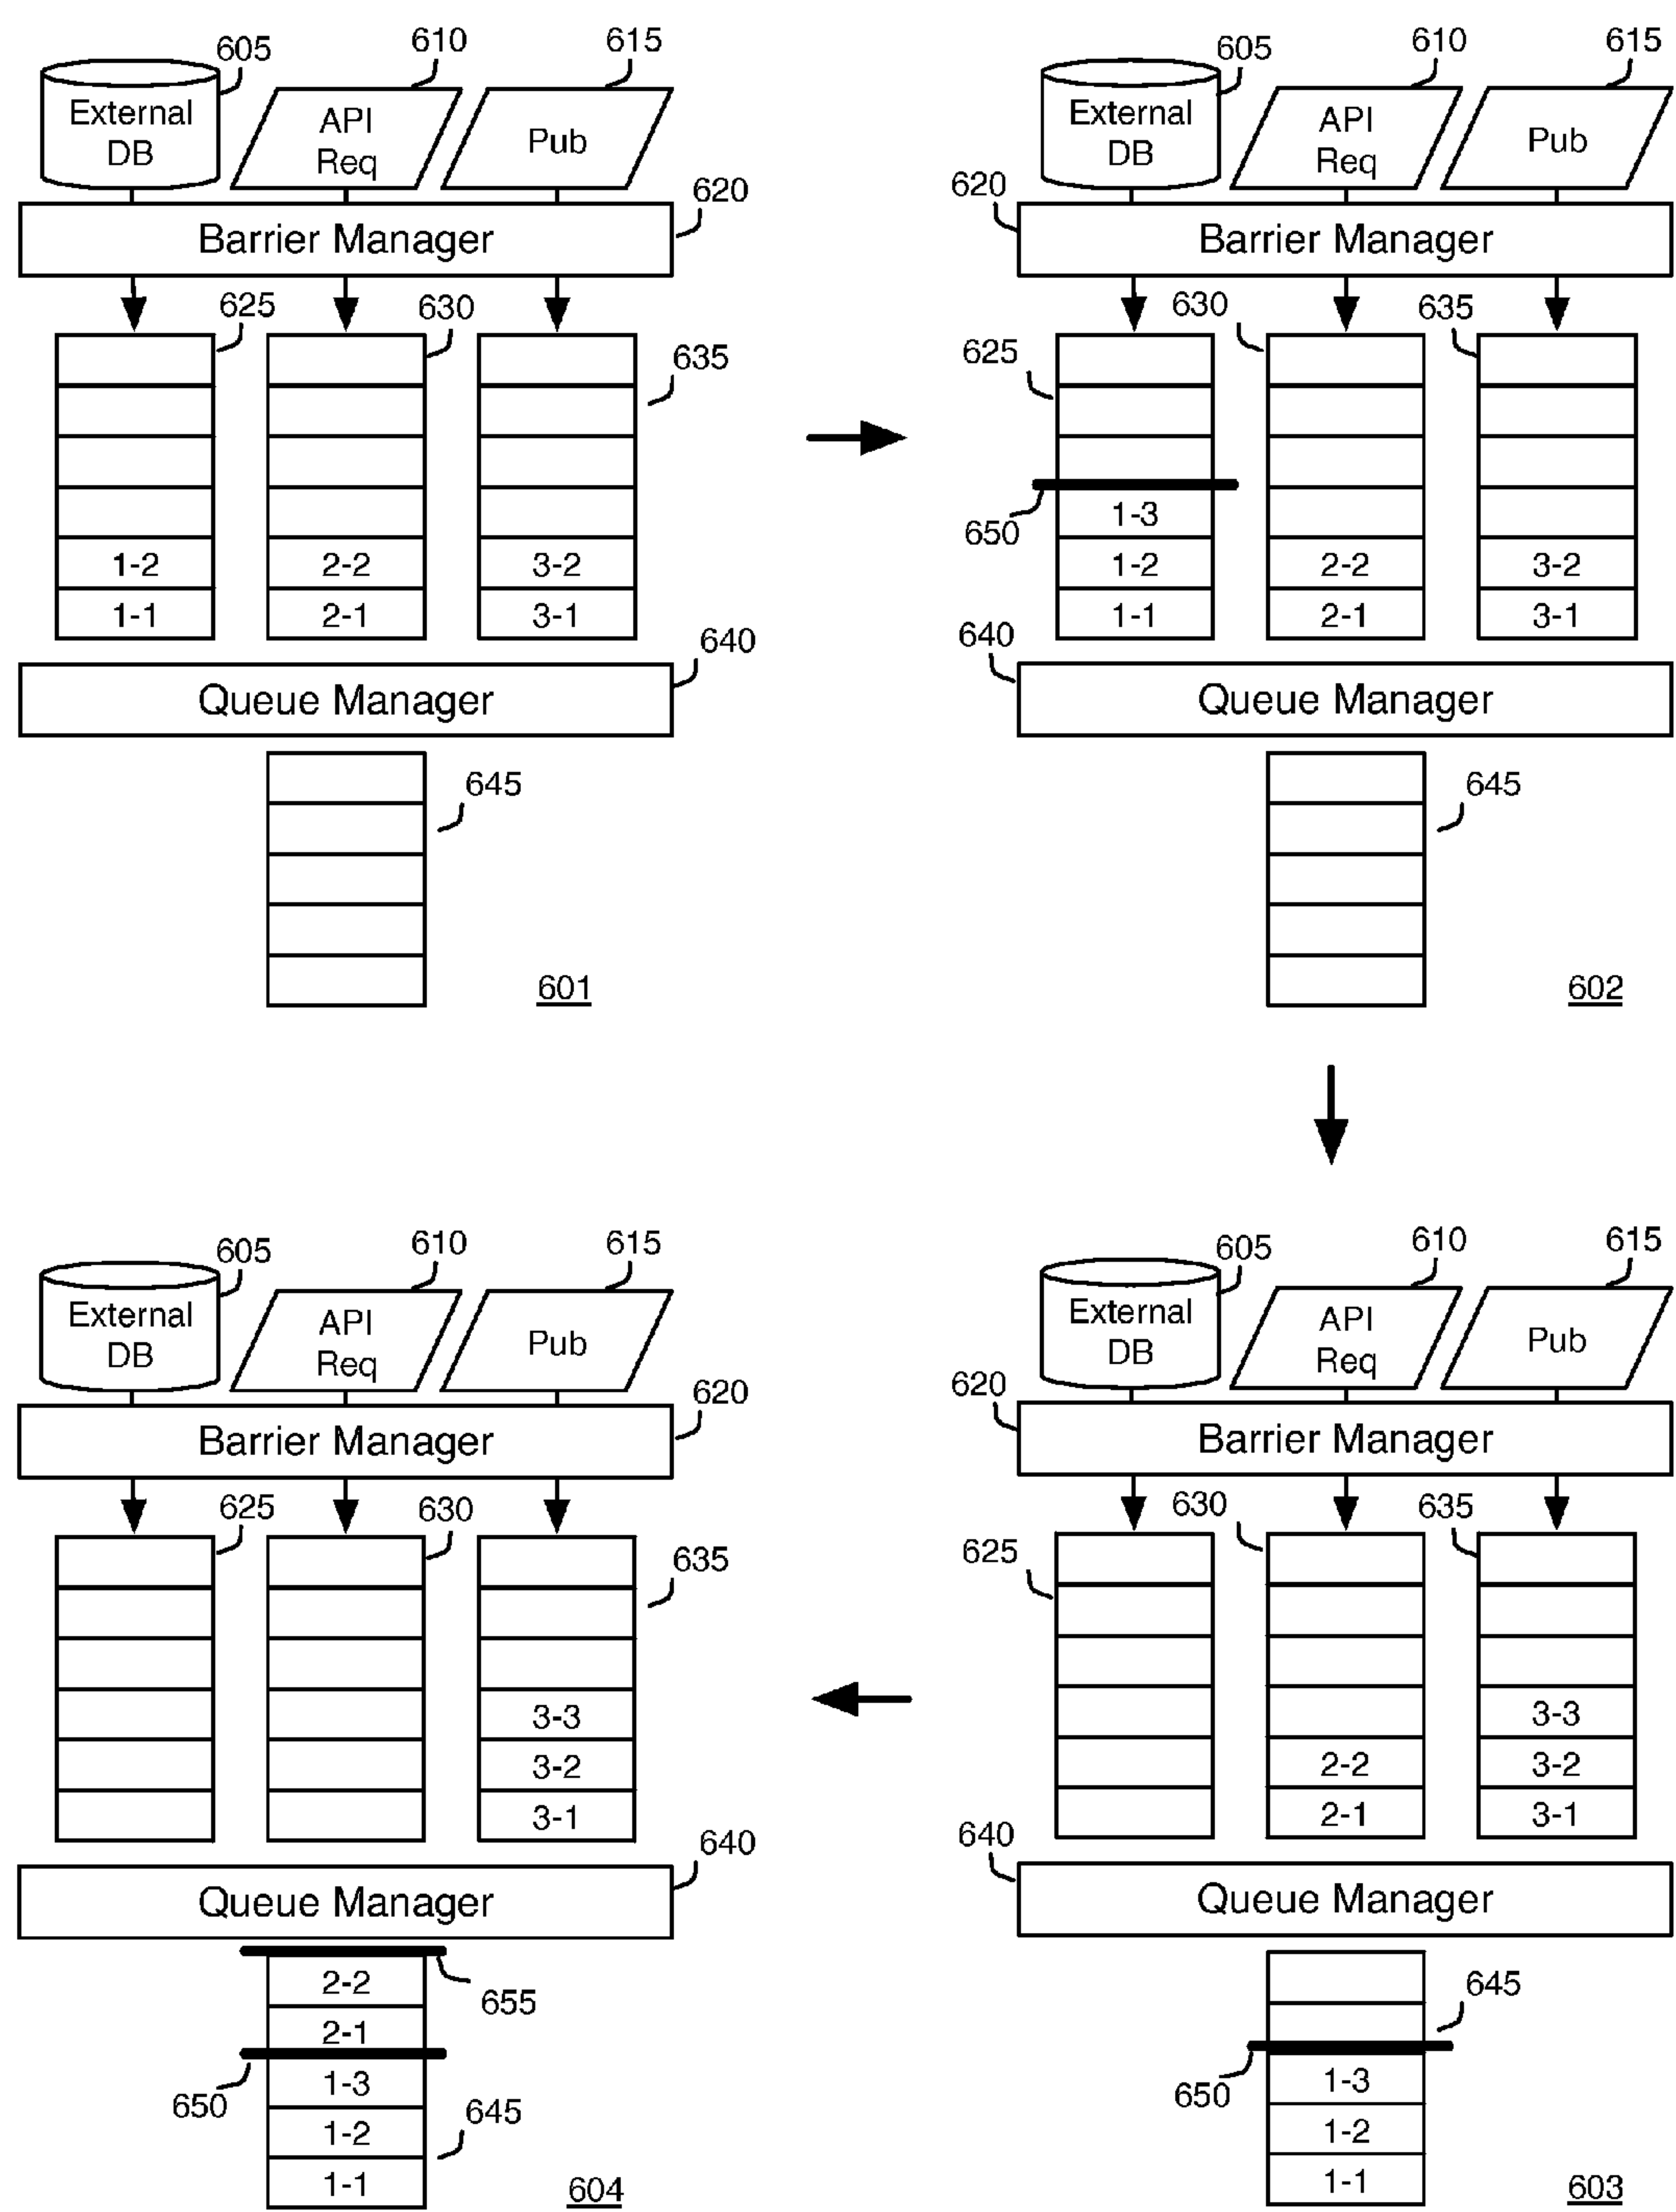 605
610
615
External
DB
API
Req
Pub
620
Barrier Manager
625
630
635
1-2
2-2
3-2
1-1
2-1
3-1
640
Queue Manager
645
601
605
610
615
External
DB
API
Req
Pub
620
Barrier Manager
630
635
625
650
1-3
1-2
2-2
3-2
1-1
2-1
3-1
640
Queue Manager
645
602
605
610
615
External
DB
API
Req
Pub
620
Barrier Manager
625
630
635
3-3
3-2
3-1
640
Queue Manager
2-2
655
2-1
650
1-3
645
1-2
1-1
604
605
610
615
External
DB
API
Req
Pub
620
Barrier Manager
630
635
625
3-3
2-2
3-2
2-1
3-1
640
Queue Manager
645
650
1-3
1-2
1-1
603